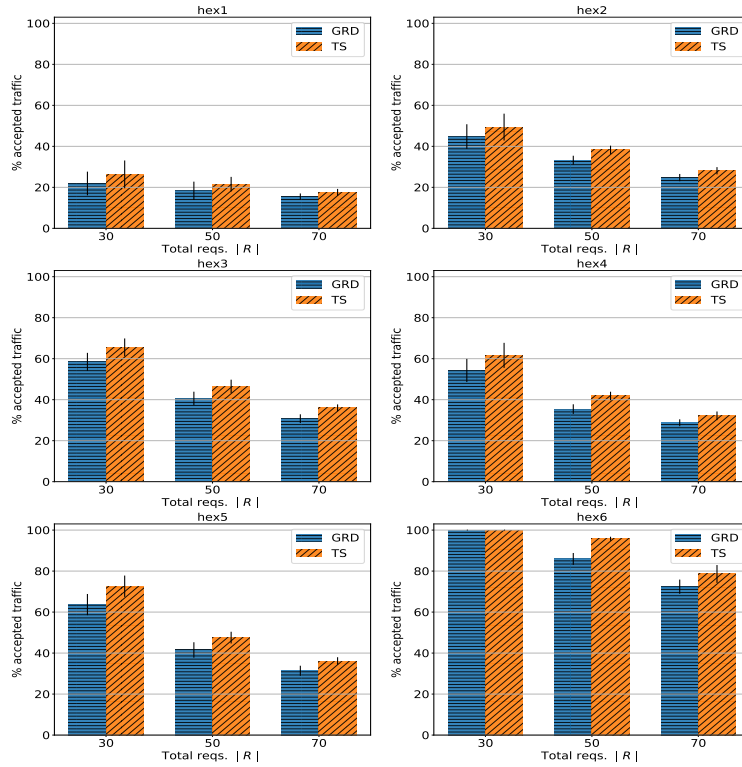 hex1
% accepted traffic
100
80
60
40
20
0
GRD
TS
30 50 70
Total reqs. | R |
hex2
% accepted traffic
100
80
60
40
20
0
GRD
TS
30 50 70
Total reqs. | R |
hex3
% accepted traffic
100
80
60
40
20
0
GRD
TS
30 50 70
Total reqs. | R |
hex4
% accepted traffic
100
80
60
40
20
0
GRD
TS
30 50 70
Total reqs. | R |
hex5
% accepted traffic
100
80
60
40
20
0
GRD
TS
30 50 70
Total reqs. | R |
hex6
% accepted traffic
100
80
60
40
20
0
GRD
TS
30 50 70
Total reqs. | R |